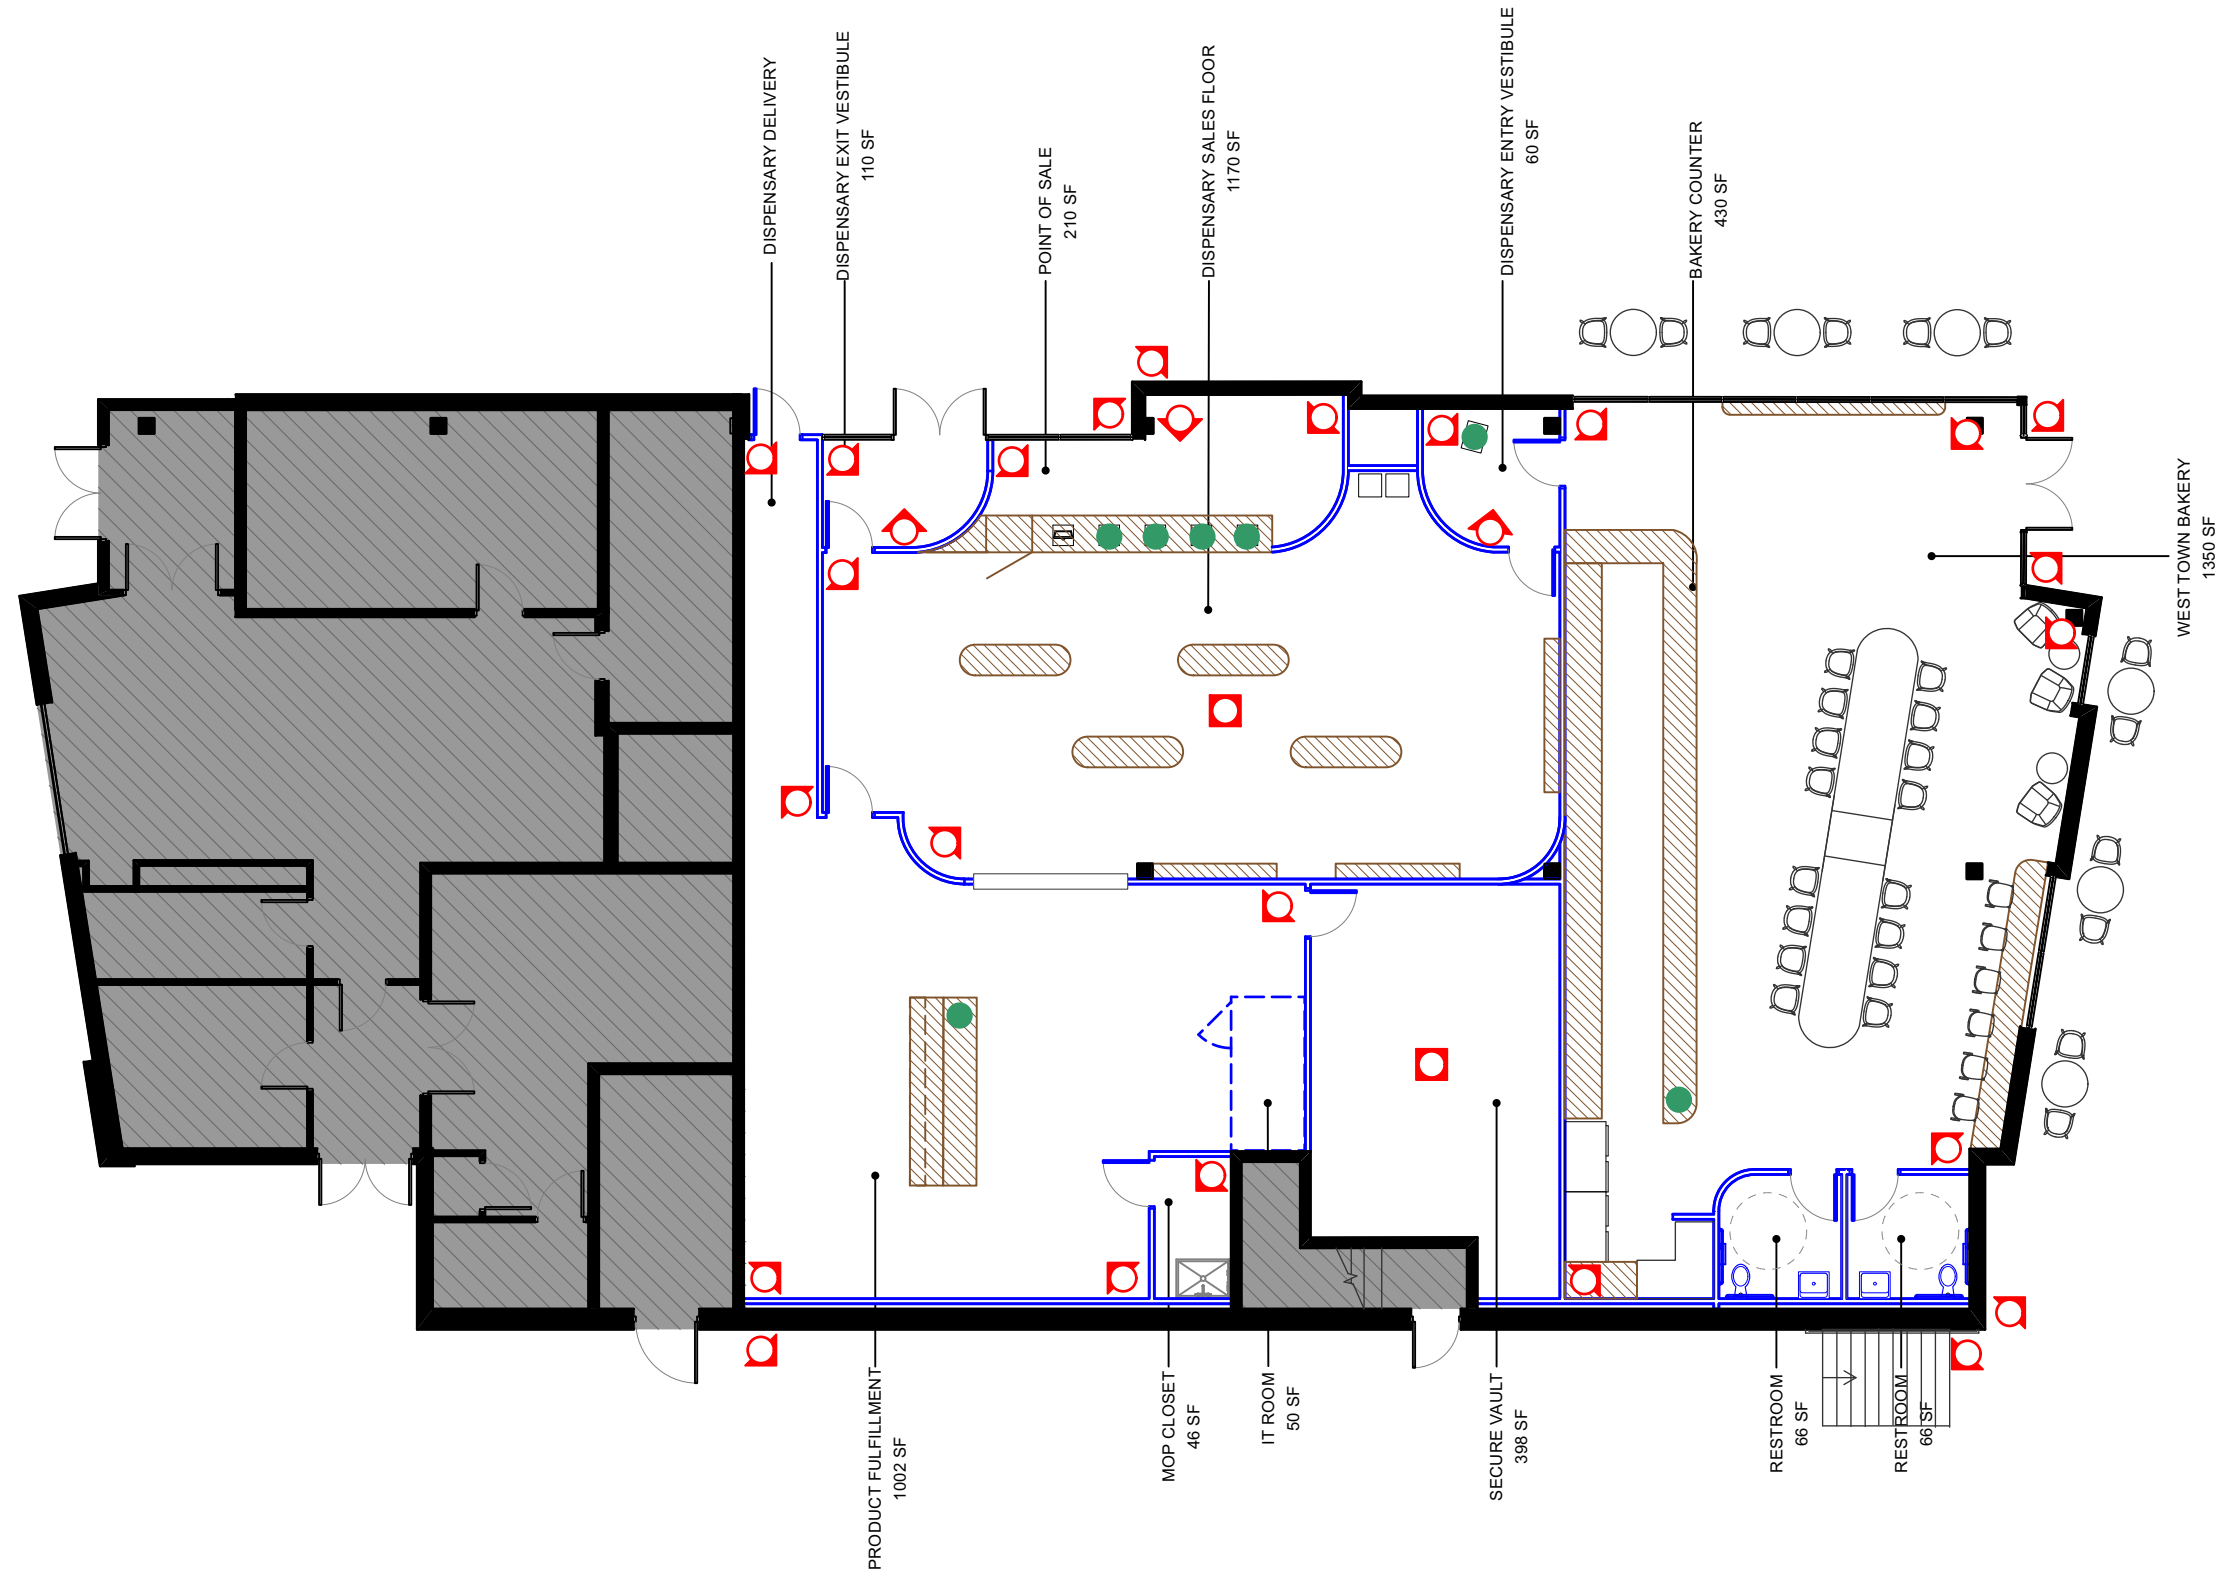 DISPENSARY DELIVERY
DISPENSARY EXIT VESTIBULE
110 SF
POINT OF SALE
210 SF
DISPENSARY SALES FLOOR
1170 SF
DISPENSARY ENTRY VESTIBULE
60 SF
BAKERY COUNTER
430 SF
WEST TOWN BAKERY
1350 SF
PRODUCT FULFILLMENT
1002 SF
MOP CLOSET
46 SF
IT ROOM
50 SF
SECURE VAULT
398 SF
RESTROOM
66 SF
RESTROOM
66 SF